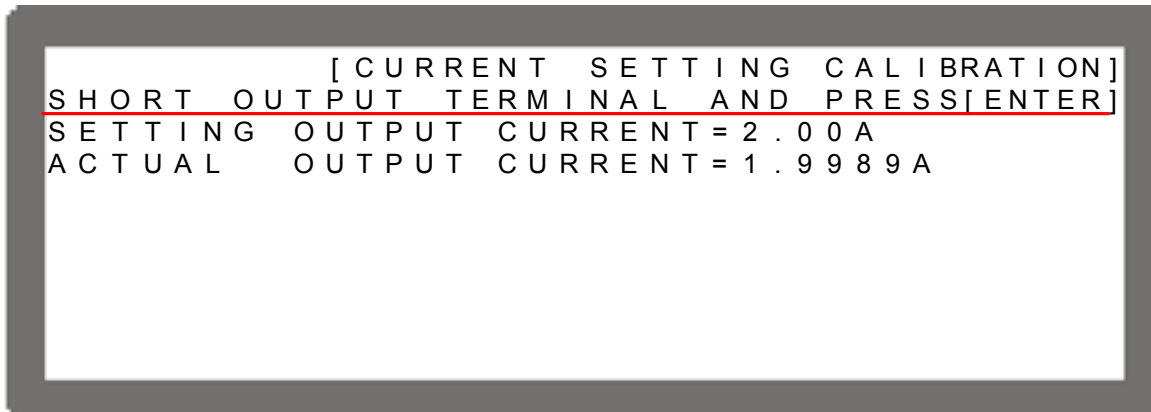 [CURRENT SETTING CALIBRATION]
SHORT OUTPUT TERMINAL AND PRESS[ENTER]
SETTING OUTPUT CURRENT=2.00A
ACTUAL OUTPUT CURRENT=1.9989A